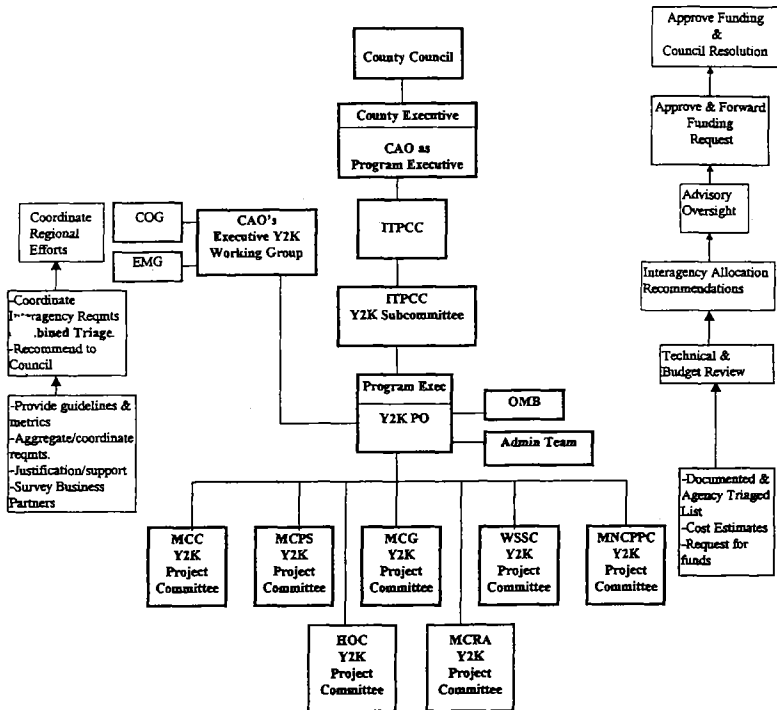 County Council
County Executive
CAO as
Program Executive
ITPCC
ITPCC
Y2K Subcommittee
Program Exec
Y2K PO
OMB
Admin Team
COG
EMG
CAO's
Executive Y2K
Working Group
Coordinate
Regional
Efforts
-Coordinate
Interagency Reqmts
Triage.
-Recommend to
Council
-Provide guidelines &
metrics
-Aggregate/coordinate
reqmts.
-Justification/support
-Survey Business
Partners
MCC
Y2K
Project
Committee
MCPS
Y2K
Project
Committee
MCG
Y2K
Project
Committee
WSSC
Y2K
Project
Committee
MNCPPC
Y2K
Project
Committee
HOC
Y2K
Project
Committee
MCRA
Y2K
Project
Committee
Approve Funding
&
Council Resolution
Approve & Forward
Funding
Request
Advisory
Oversight
Interagency Allocation
Recommendations
Technical &
Budget Review
-Documented &
Agency Triaged
List
-Cost Estimates
-Request for
funds